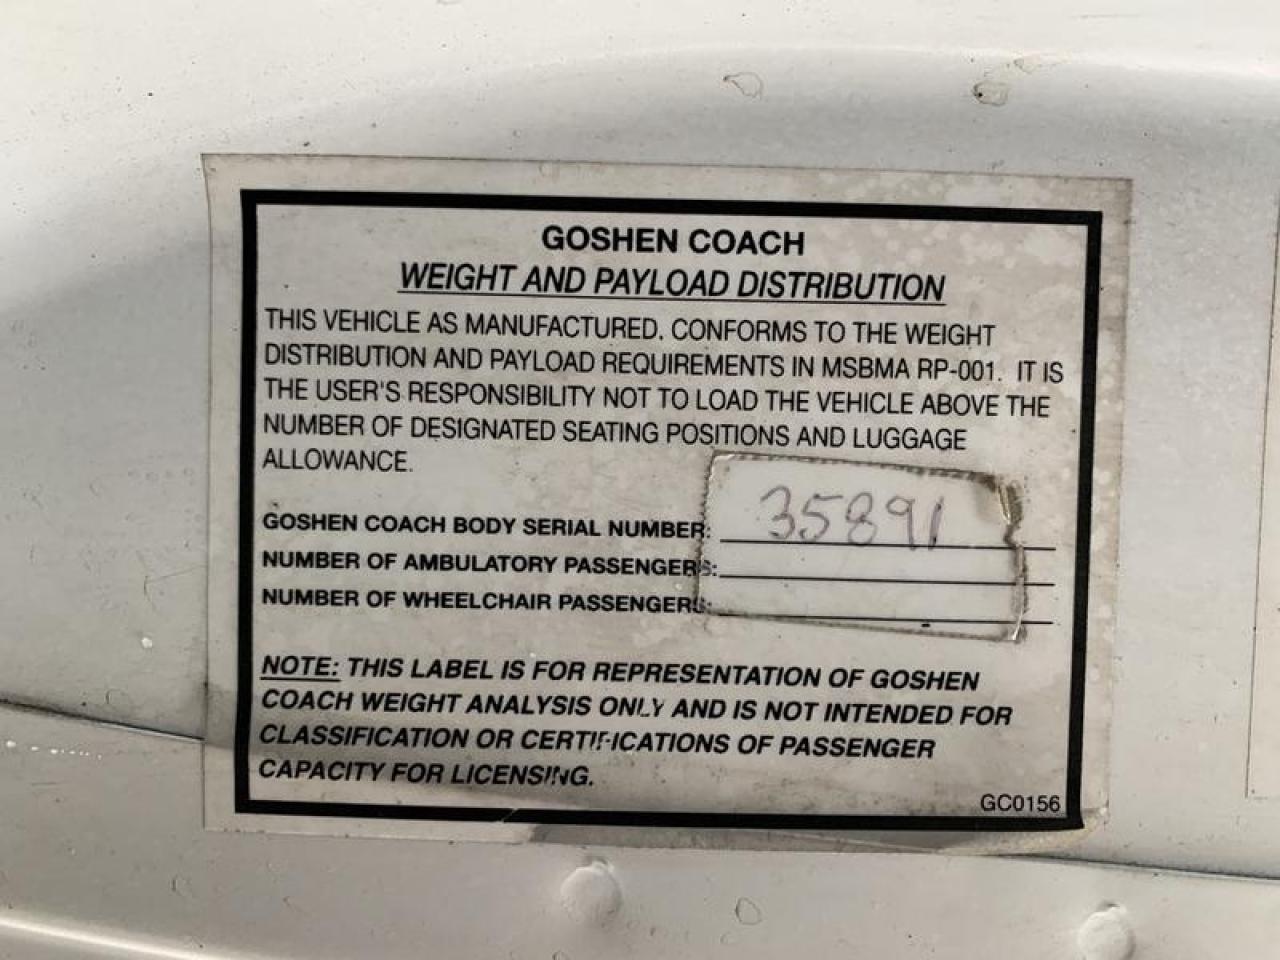 GOSHEN COACH
WEIGHT AND PAYLOAD DISTRIBUTION
THIS VEHICLE AS MANUFACTURED, CONFORMS TO THE WEIGHT
DISTRIBUTION AND PAYLOAD REQUIREMENTS IN MSBMA RP-001. IT IS
THE USER'S RESPONSIBILITY NOT TO LOAD THE VEHICLE ABOVE THE
NUMBER OF DESIGNATED SEATING POSITIONS AND LUGGAGE
ALLOWANCE.
GOSHEN COACH BODY SERIAL NUMBER: 35891
NUMBER OF AMBULATORY PASSENGERS:
NUMBER OF WHEELCHAIR PASSENGERS:
NOTE: THIS LABEL IS FOR REPRESENTATION OF GOSHEN
COACH WEIGHT ANALYSIS ONLY AND IS NOT INTENDED FOR
CLASSIFICATION OR CERTIFICATIONS OF PASSENGER
CAPACITY FOR LICENSING.
GC0156